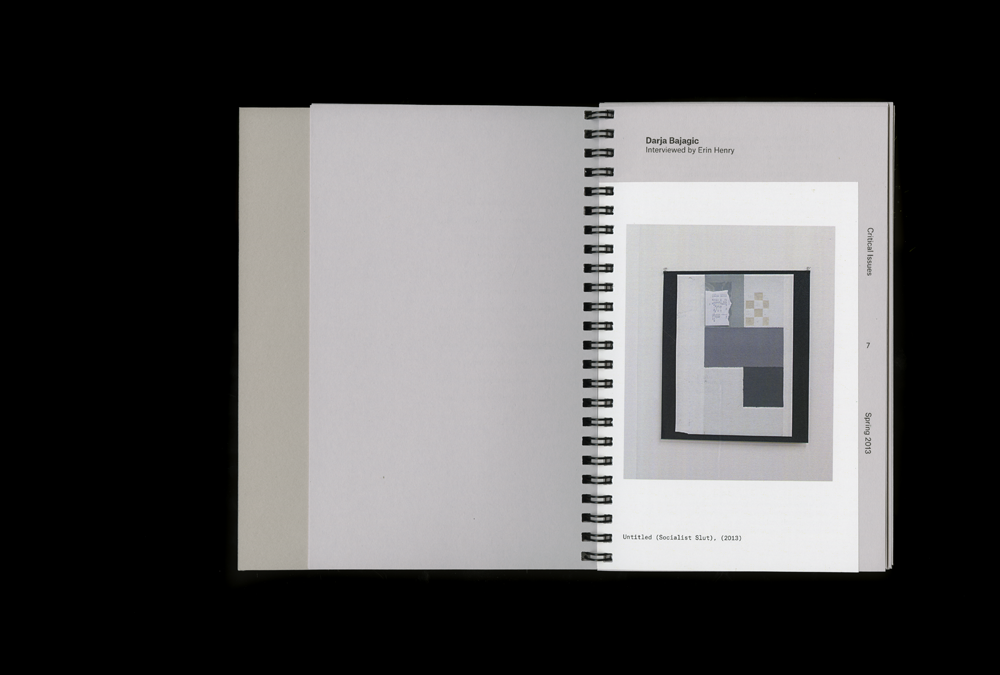 Darja Bajagic
Interviewed by Erin Henry
Critical Issues
7
Spring 2013
Untitled (Socialist Slut), (2013)